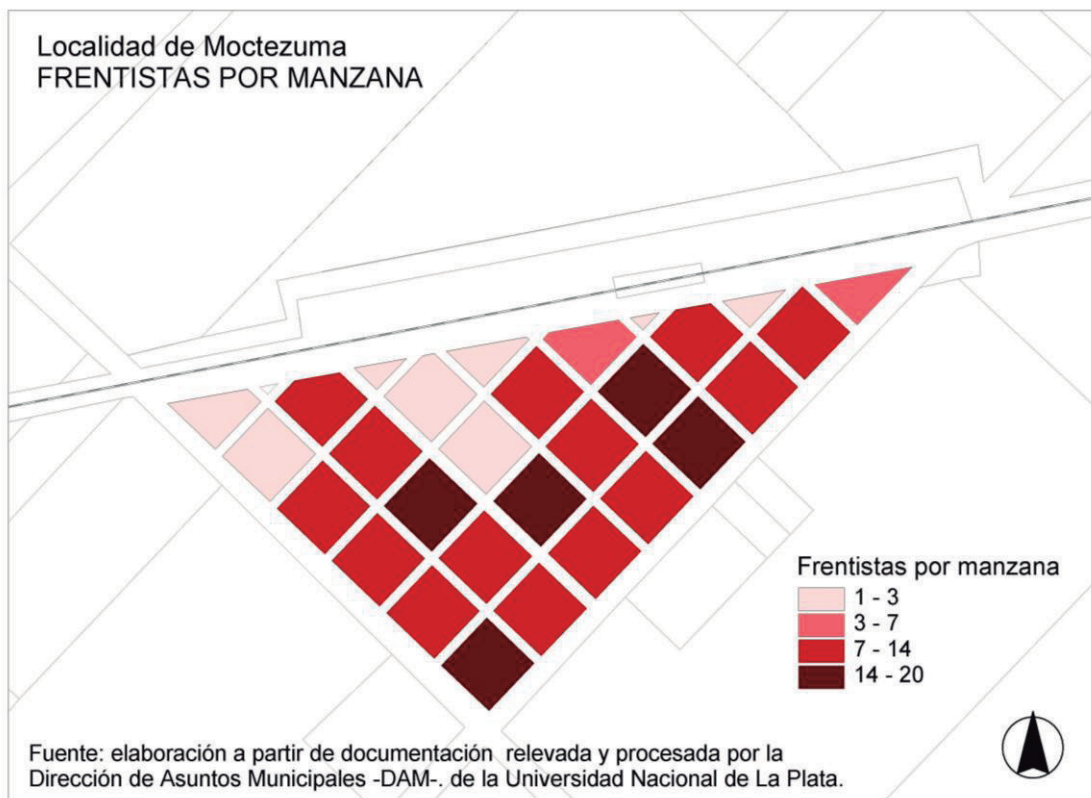 Localidad de Moctezuma
FRENTISTAS POR MANZANA
Frentistas por manzana
1 - 3
3 - 7
7 - 14
14 - 20
Fuente: elaboración a partir de documentación relevada y procesada por la
Dirección de Asuntos Municipales -DAM-. de la Universidad Nacional de La Plata.